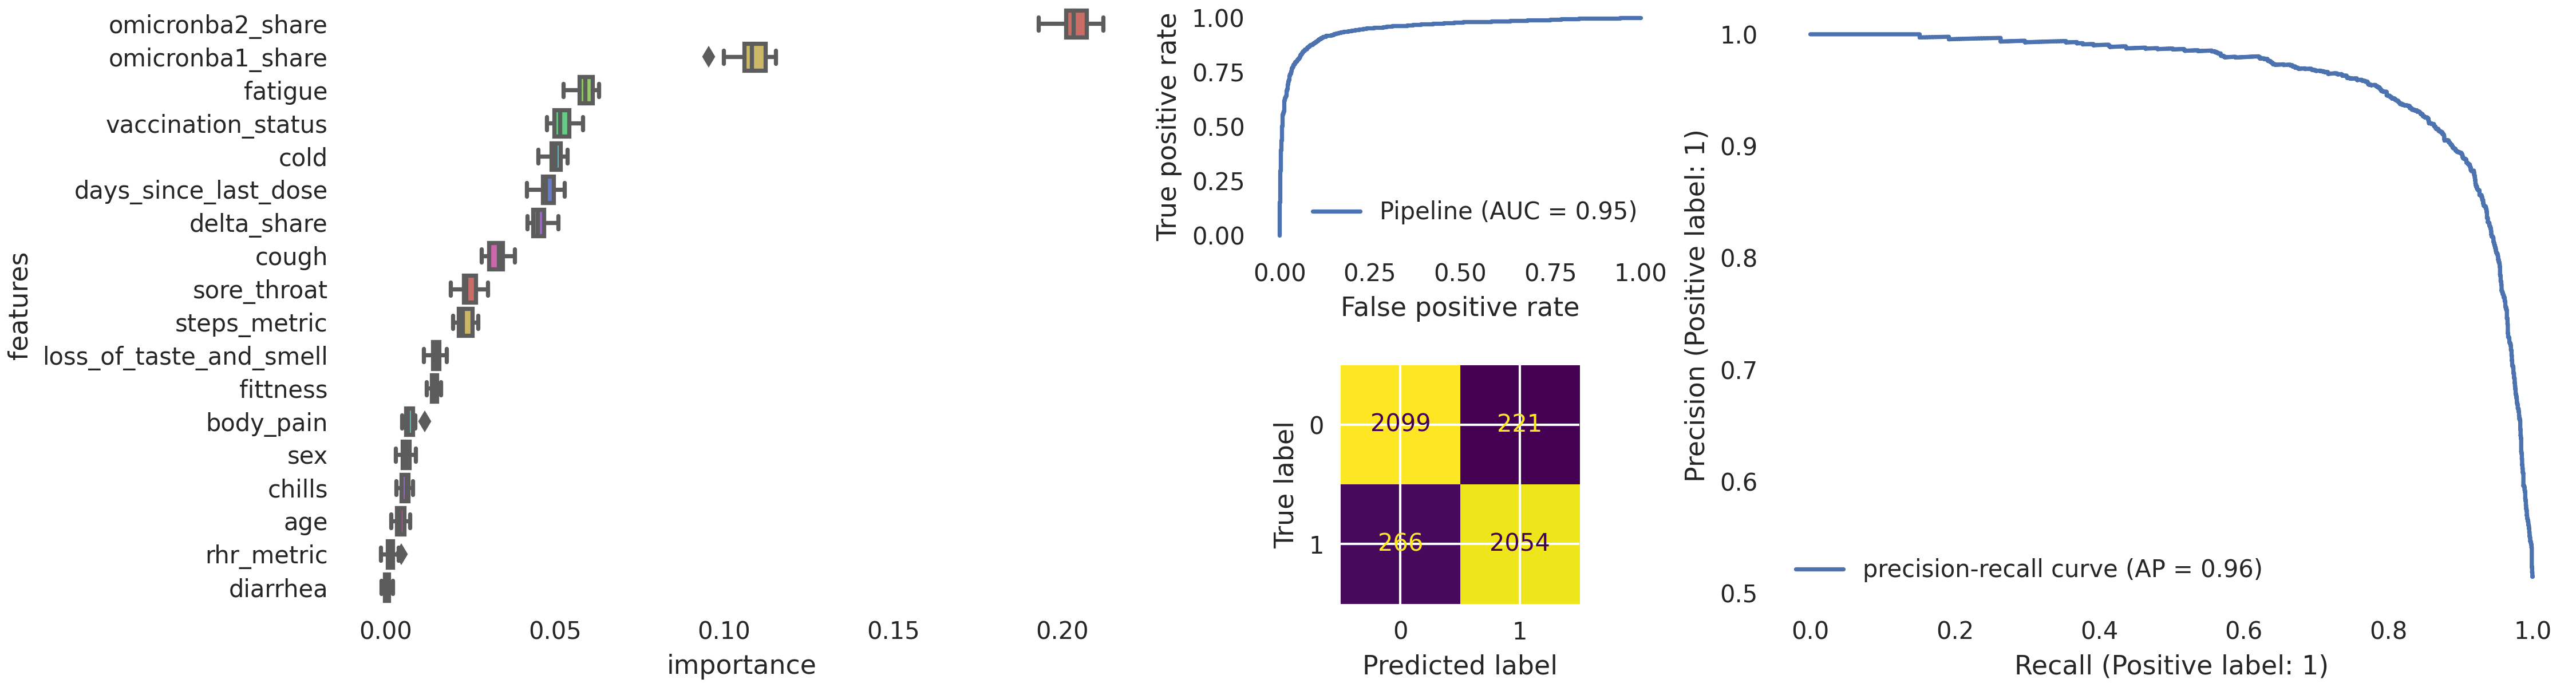 features
omicronba2_share
omicronba1_share
fatigue
vaccination_status
cold
days_since_last_dose
delta_share
cough
sore_throat
steps_metric
loss_of_taste_and_smell
fittness
body_pain
sex
chills
age
rhr_metric
diarrhea
0.00 0.05 0.10 0.15 0.20
importance
True positive rate
1.00
0.75
0.50
0.25
0.00
Pipeline (AUC = 0.95)
0.00 0.25 0.50 0.75 1.00
False positive rate
True label
0
1
2099 221
266 2054
0 1
Predicted label
Precision (Positive label: 1)
1.0
0.9
0.8
0.7
0.6
0.5
precision-recall curve (AP = 0.96)
0.0 0.2 0.4 0.6 0.8 1.0
Recall (Positive label: 1)